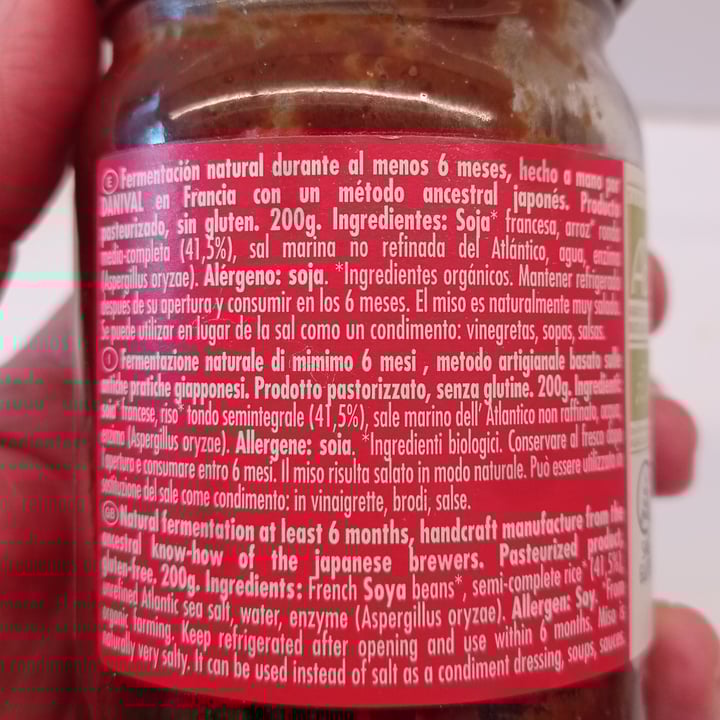 E Fermentación natural durante al menos 6 meses, hecho a mano por
DANIVAL en Francia con un método ancestral japonés. Producto
pasteurizado, sin gluten. 200g. Ingredientes: Soja* francesa, arroz* rondo
medio-completa (41,5%), sal marina no refinada del Atlántico, agua, enzima
(Aspergillus oryzae). Alérgeno: soja. *Ingredientes orgánicos. Mantener refrigerado
después de su apertura y consumir en los 6 meses. El miso es naturalmente muy salado.
Se puede utilizar en lugar de la sal como un condimento: vinegretas, sopas, salsas.
I Fermentazione naturale di mimimo 6 mesi , metodo artigianale basato sulle
antiche pratiche giapponesi. Prodotto pastorizzato, senza glutine. 200g. Ingredienti:
soia* francese, riso* tondo semintegrale (41,5%), sale marino dell' Atlantico non raffinato, acqua,
enzima (Aspergillus oryzae). Allergene: soia. *Ingredienti biologici. Conservare al fresco dopo
l'apertura e consumare entro 6 mesi. Il miso risulta salato in modo naturale. Può essere utilizzato in
sostituzione del sale come condimento: in vinaigrette, brodi, salse.
GB Natural fermentation at least 6 months, handcraft manufacture from the
ancestral know-how of the japanese brewers. Pasteurized product,
gluten-free, 200g. Ingredients: French Soya beans*, semi-complete rice* (41,5%),
unrefined Atlantic sea salt, water, enzyme (Aspergillus oryzae). Allergen: Soy. *From
organic farming. Keep refrigerated after opening and use within 6 months. Miso is
naturally very salty. It can be used instead of salt as a condiment dressing, soups, sauces.